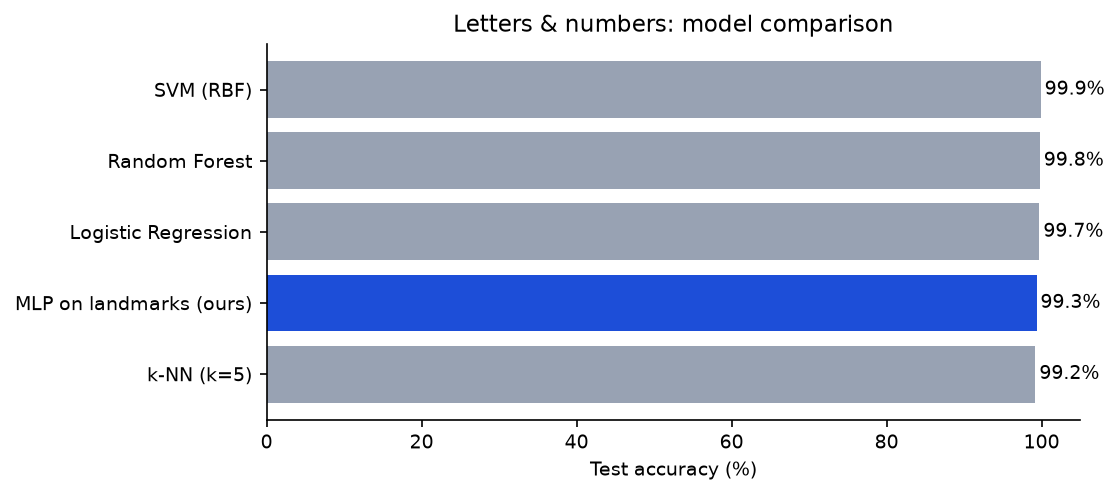 Letters & numbers: model comparison
SVM (RBF) 99.9%
Random Forest 99.8%
Logistic Regression 99.7%
MLP on landmarks (ours) 99.3%
k-NN (k=5) 99.2%
0 20 40 60 80 100
Test accuracy (%)